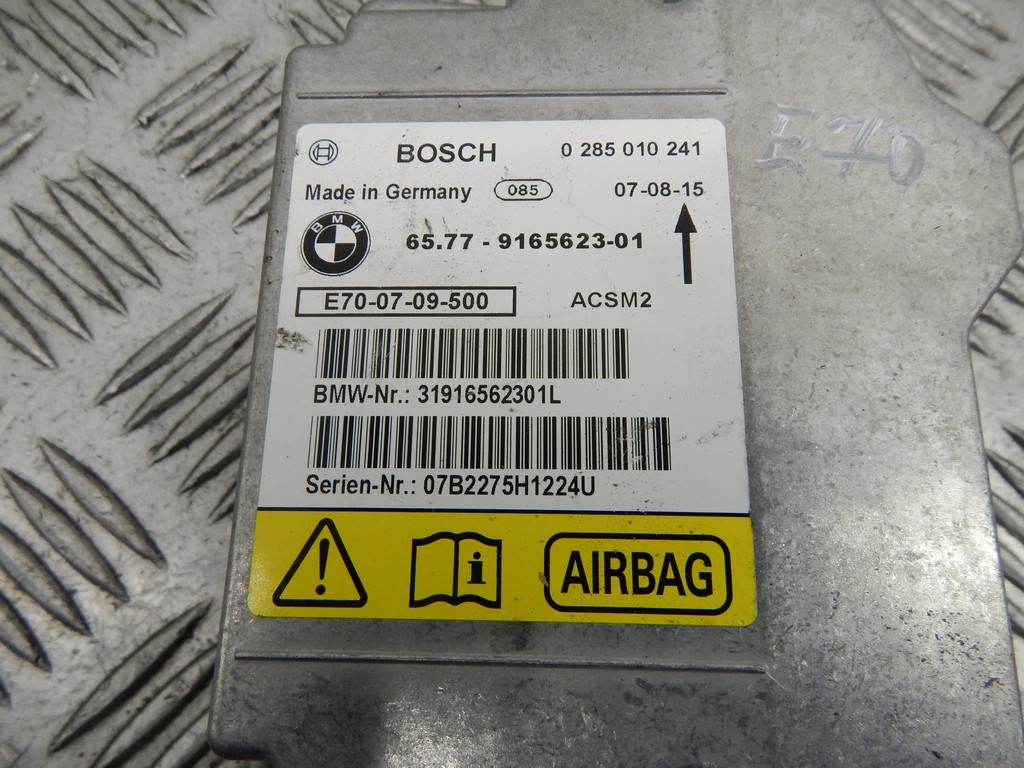 BOSCH 0 285 010 241
E70
Made in Germany 085 07-08-15
BMW 65.77 - 9165623-01
E70-07-09-500 ACSM2
BMW-Nr.: 31916562301L
Serien-Nr.: 07B2275H1224U
! i AIRBAG